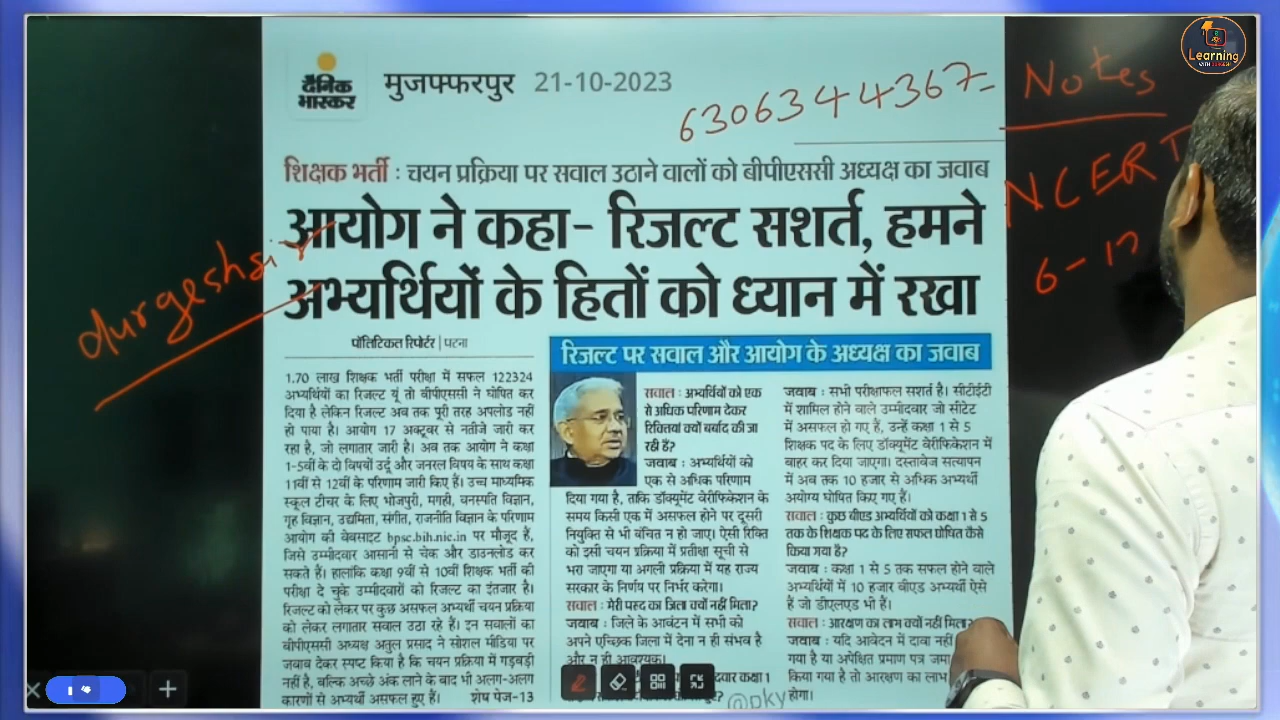 Learning
दैनिक
भास्कर
मुजफ्फरपुर 21-10-2023
6306344367-
Notes
NCERT
durgesh sir
शिक्षक भर्ती : चयन प्रक्रिया पर सवाल उठाने वालों को बीपीएससी अध्यक्ष का जवाब
आयोग ने कहा- रिजल्ट सशर्त, हमने
अभ्यर्थियों के हितों को ध्यान में रखा
पॉलिटिकल रिपोर्टर | पटना
1.70 लाख शिक्षक भर्ती परीक्षा में सफल 122324
अभ्यर्थियों का रिजल्ट यूं तो बीपीएससी ने घोषित कर
दिया है लेकिन रिजल्ट अब तक पूरी तरह अपलोड नहीं
हो पाया है। आयोग 17 अक्टूबर से नतीजे जारी कर
रहा है, जो लगातार जारी है। अब तक आयोग ने कक्षा
1-5वीं के दो विषयों उर्दू और जनरल विषय के साथ कक्षा
11वीं से 12वीं के परिणाम जारी किए हैं। उच्च माध्यमिक
स्कूल टीचर के लिए भोजपुरी, मगही, वनस्पति विज्ञान,
गृह विज्ञान, उद्यमिता, संगीत, राजनीति विज्ञान के परिणाम
आयोग की वेबसाइट bpsc.bih.nic.in पर मौजूद हैं,
जिसे उम्मीदवार आसानी से चेक और डाउनलोड कर
सकते हैं। हालांकि कक्षा 9वीं से 10वीं शिक्षक भर्ती की
परीक्षा दे चुके उम्मीदवारों को रिजल्ट का इंतजार है।
रिजल्ट को लेकर पर कुछ असफल अभ्यर्थी चयन प्रक्रिया
को लेकर लगातार सवाल उठा रहे हैं। इन सवालों का
बीपीएससी अध्यक्ष अतुल प्रसाद ने सोशल मीडिया पर
जवाब देकर स्पष्ट किया है कि चयन प्रक्रिया में गड़बड़ी
नहीं है, बल्कि अच्छे अंक लाने के बाद भी अलग-अलग
कारणों से अभ्यर्थी असफल हुए हैं। शेष पेज-13
रिजल्ट पर सवाल और आयोग के अध्यक्ष का जवाब
सवाल : अभ्यर्थियों को एक
से अधिक परिणाम देकर
रिक्तियां क्यों बर्बाद की जा
रही हैं?
जवाब : अभ्यर्थियों को
एक से अधिक परिणाम
दिया गया है, ताकि डॉक्यूमेंट वेरीफिकेशन के
समय किसी एक में असफल होने पर दूसरी
नियुक्ति से भी वंचित न हो जाए। ऐसी रिक्ति
को इसी चयन प्रक्रिया में प्रतीक्षा सूची से
भरा जाएगा या अगली प्रक्रिया में यह राज्य
सरकार के निर्णय पर निर्भर करेगा।
सवाल : मेरी पसंद का जिला क्यों नहीं मिला?
जवाब : जिले के आवंटन में सभी को
अपने एच्छिक जिला में देना न ही संभव है
और न ही आवश्यक।
जवाब : सभी परीक्षाफल सशर्त है। सीटीईटी
में शामिल होने वाले उम्मीदवार जो सीटेट
में असफल हो गए हैं, उन्हें कक्षा 1 से 5
शिक्षक पद के लिए डॉक्यूमेंट वेरीफिकेशन में
बाहर कर दिया जाएगा। दस्तावेज सत्यापन
में अब तक 10 हजार से अधिक अभ्यर्थी
अयोग्य घोषित किए गए हैं।
सवाल : कुछ बीएड अभ्यर्थियों को कक्षा 1 से 5
तक के शिक्षक पद के लिए सफल घोषित कैसे
किया गया है?
जवाब : कक्षा 1 से 5 तक सफल होने वाले
अभ्यर्थियों में 10 हजार बीएड अभ्यर्थी ऐसे
हैं जो डीएलएड भी हैं।
सवाल : आरक्षण का लाभ क्यों नहीं मिला?
जवाब : यदि आवेदन में दावा नहीं
गया है या अपेक्षित प्रमाण पत्र जमा
किया गया है तो आरक्षण का लाभ
होगा।
@pky